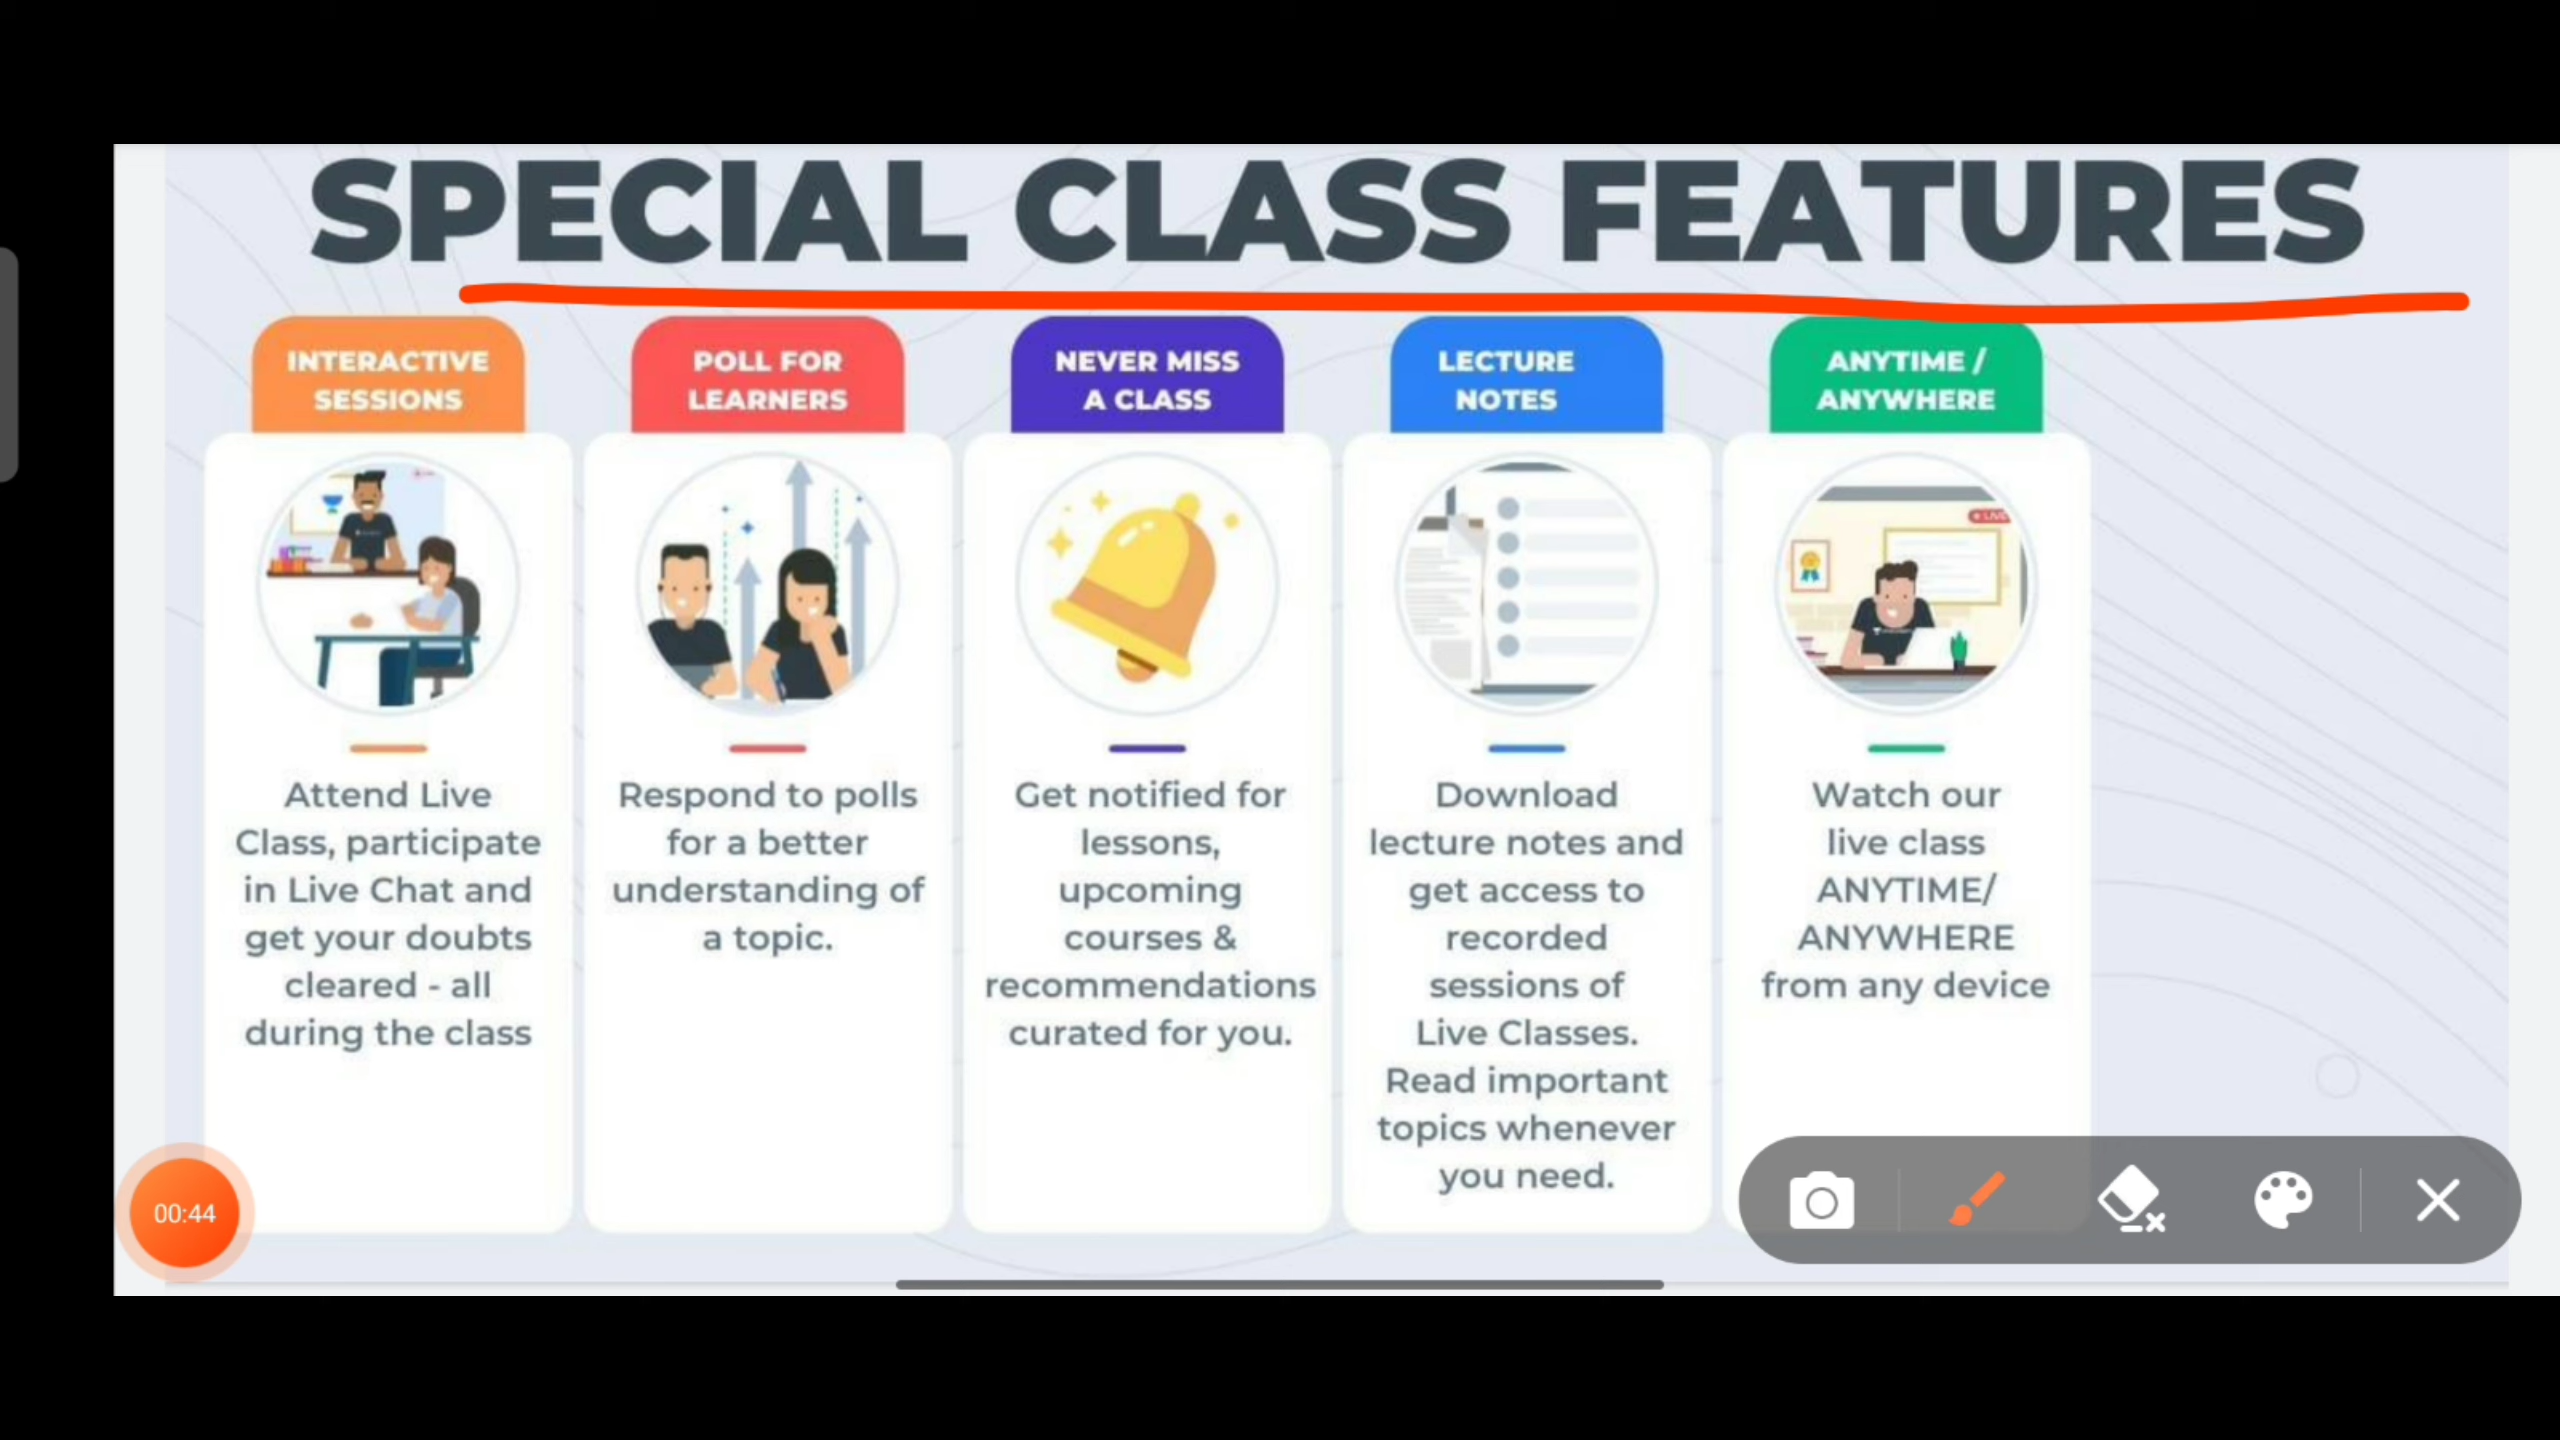 SPECIAL CLASS FEATURES
INTERACTIVE
SESSIONS
Attend Live
Class, participate
in Live Chat and
get your doubts
cleared - all
during the class
POLL FOR
LEARNERS
Respond to polls
for a better
understanding of
a topic.
NEVER MISS
A CLASS
Get notified for
lessons,
upcoming
courses &
recommendations
curated for you.
LECTURE
NOTES
Download
lecture notes and
get access to
recorded
sessions of
Live Classes.
Read important
topics whenever
you need.
ANYTIME /
ANYWHERE
LIVE
Watch our
live class
ANYTIME/
ANYWHERE
from any device
00:44